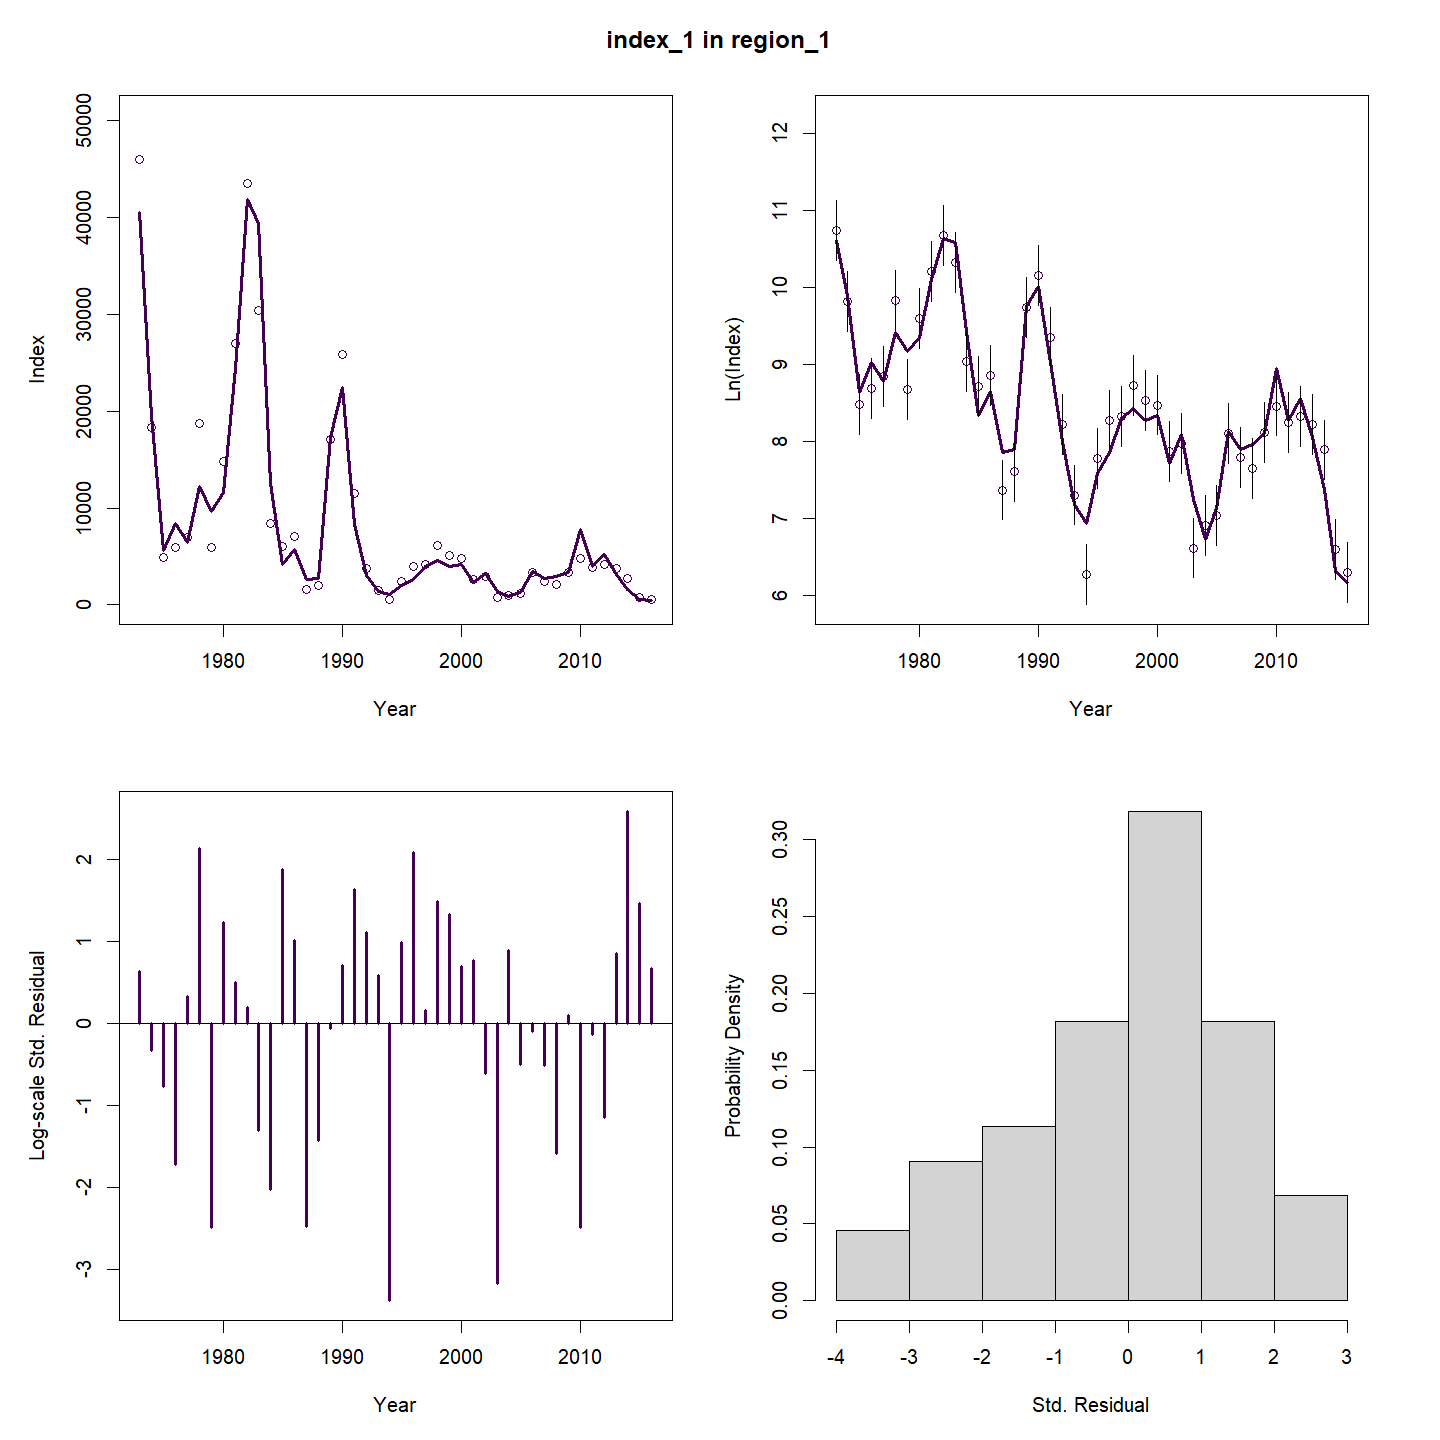 index_1 in region_1
50000
40000
30000
20000
10000
0
Index
1980 1990 2000 2010
Year
12
11
10
9
8
7
6
Ln(Index)
1980 1990 2000 2010
Year
2
1
0
-1
-2
-3
Log-scale Std. Residual
1980 1990 2000 2010
Year
0.30
0.25
0.20
0.15
0.10
0.05
0.00
Probability Density
-4 -3 -2 -1 0 1 2 3
Std. Residual